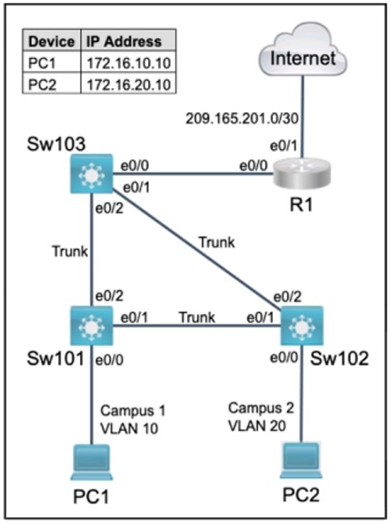 Device IP Address
PC1 172.16.10.10
PC2 172.16.20.10
Internet
209.165.201.0/30
e0/1
Sw103
e0/0
e0/0
e0/1
R1
e0/2
Trunk
Trunk
e0/2
e0/2
e0/1
Trunk
e0/1
Sw101
e0/0
e0/0
Sw102
Campus 1
VLAN 10
Campus 2
VLAN 20
PC1
PC2